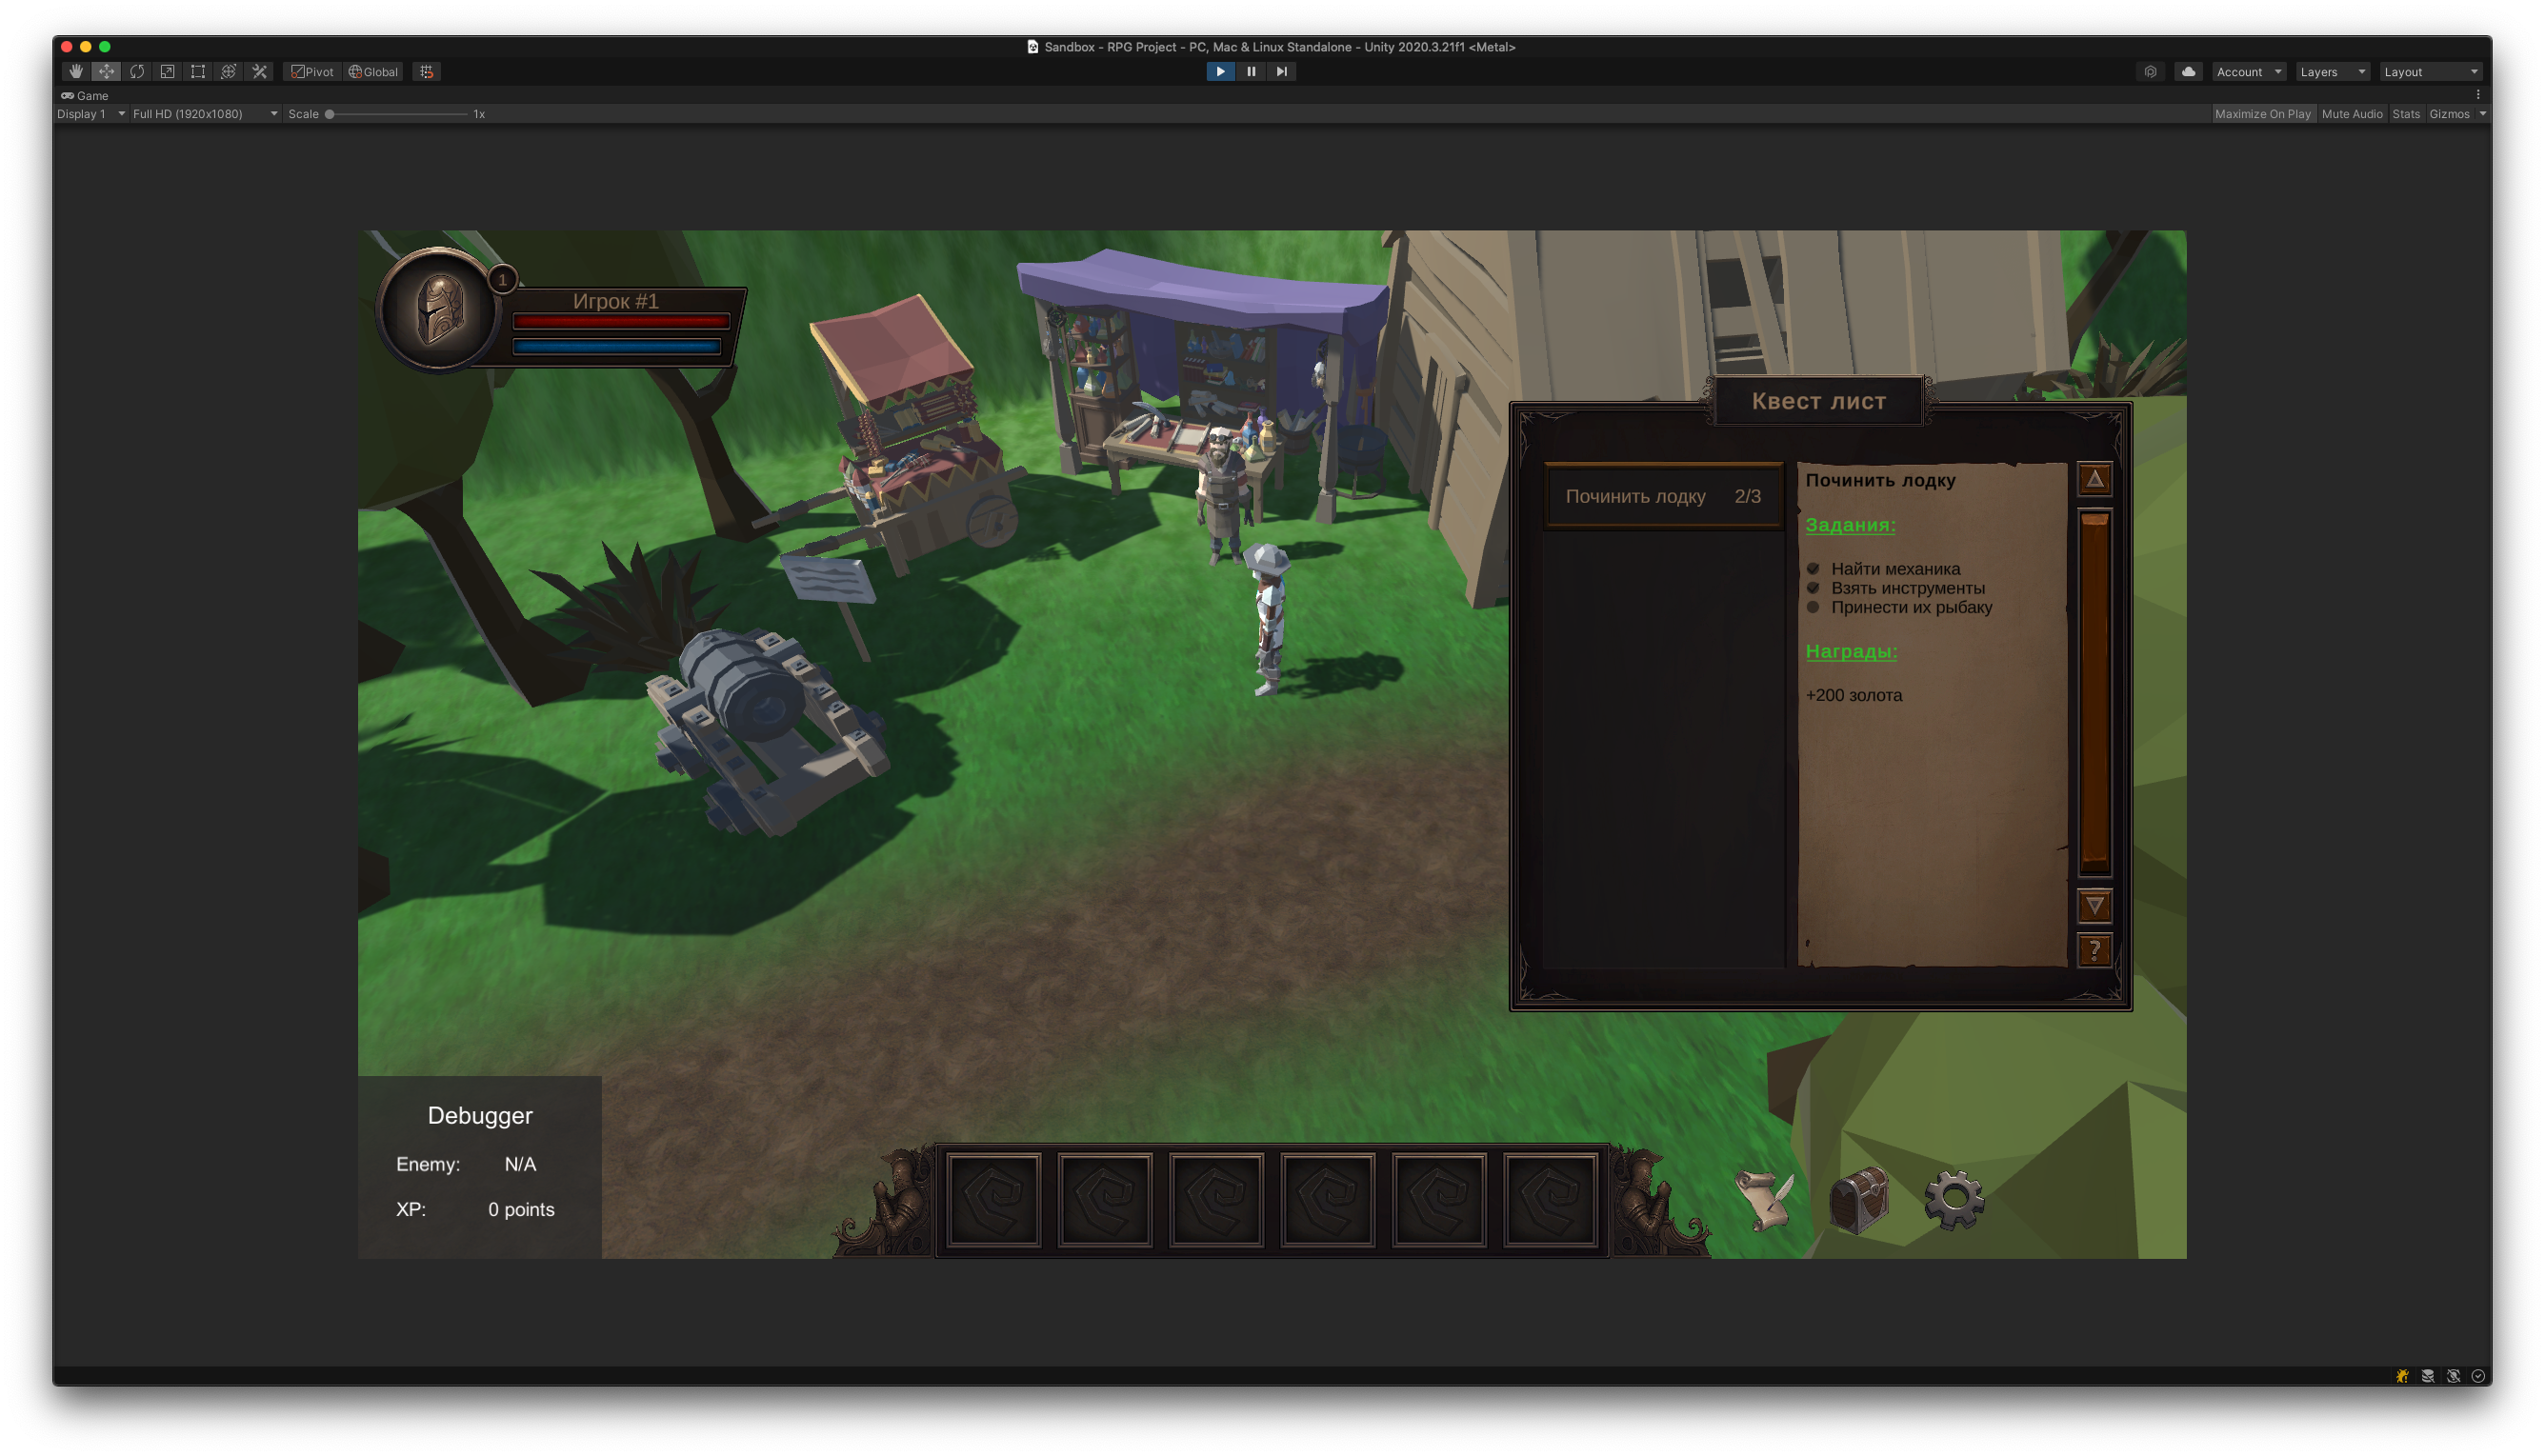 Sandbox - RPG Project - PC, Mac & Linux Standalone - Unity 2020.3.21f1 <Metal>
Pivot Global
Account Layers Layout
Game
Display 1 Full HD (1920x1080) Scale 1x Maximize On Play Mute Audio Stats Gizmos
1
Игрок #1
Квест лист
Починить лодку 2/3
Починить лодку
Задания:
Найти механика
Взять инструменты
Принести их рыбаку
Награды:
+200 золота
?
Debugger
Enemy: N/A
XP: 0 points